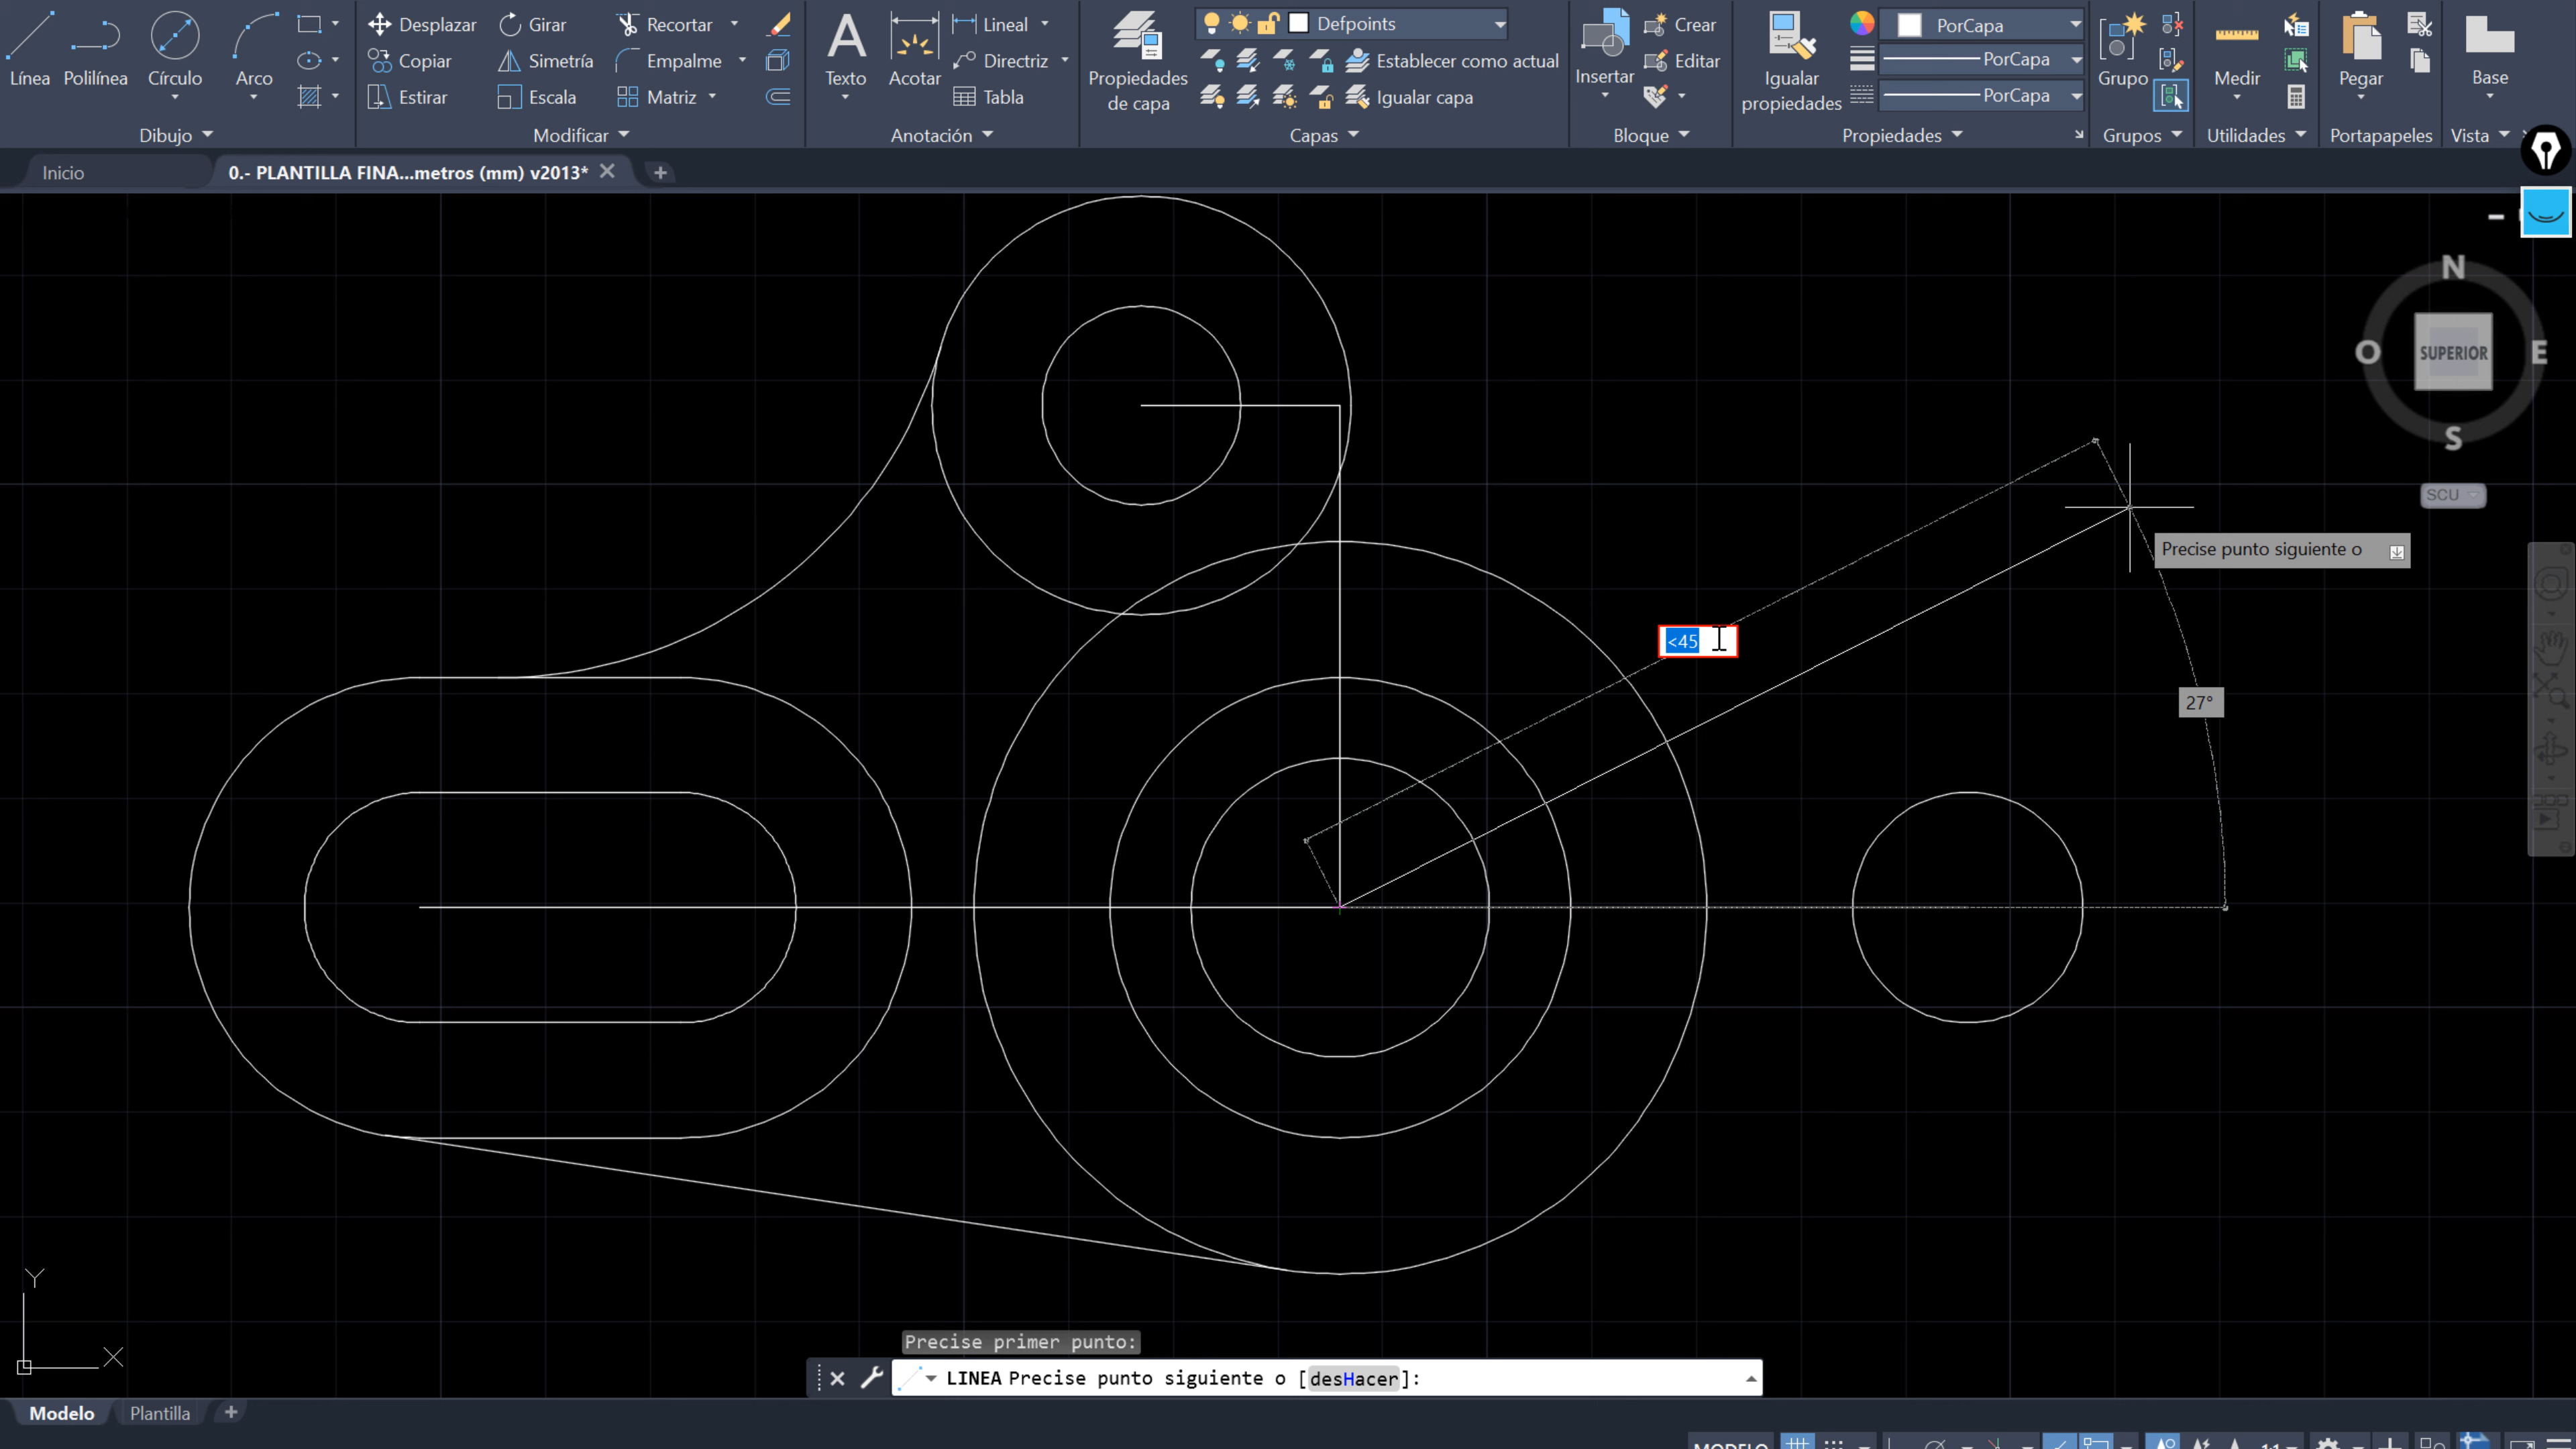 Línea Polilínea Círculo Arco
Desplazar Girar Recortar
Copiar Simetría Empalme
Estirar Escala Matriz
Texto Acotar
Lineal
Directriz
Tabla
Propiedades de capa
Defpoints
Establecer como actual
Igualar capa
Insertar
Crear
Editar
Igualar propiedades
PorCapa
PorCapa
PorCapa
Grupo
Medir
Pegar
Base
Dibujo Modificar Anotación Capas Bloque Propiedades Grupos Utilidades Portapapeles Vista
Inicio 0.- PLANTILLA FINA...metros (mm) v2013*
N
O SUPERIOR E
S
SCU
Precise punto siguiente o
<45
27°
Y
X
Precise primer punto:
LINEA Precise punto siguiente o [desHacer]:
Modelo Plantilla
MODELO 1:1